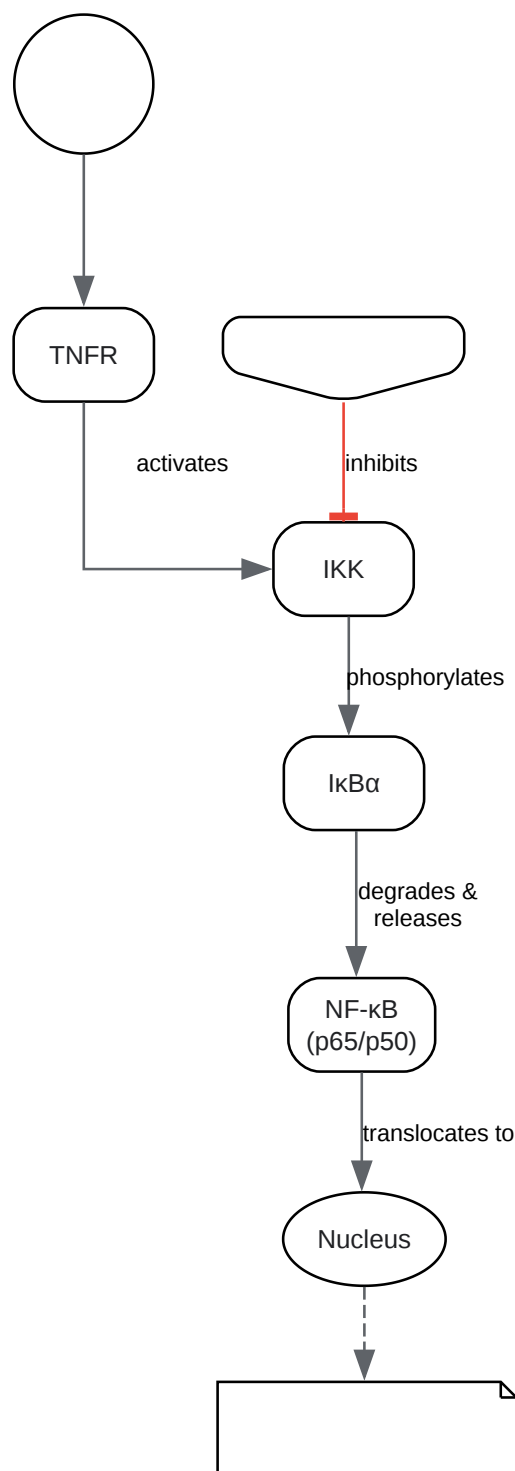 TNFR
activates
inhibits
IKK
phosphorylates
IκBα
degrades &
releases
NF-κB
(p65/p50)
translocates to
Nucleus